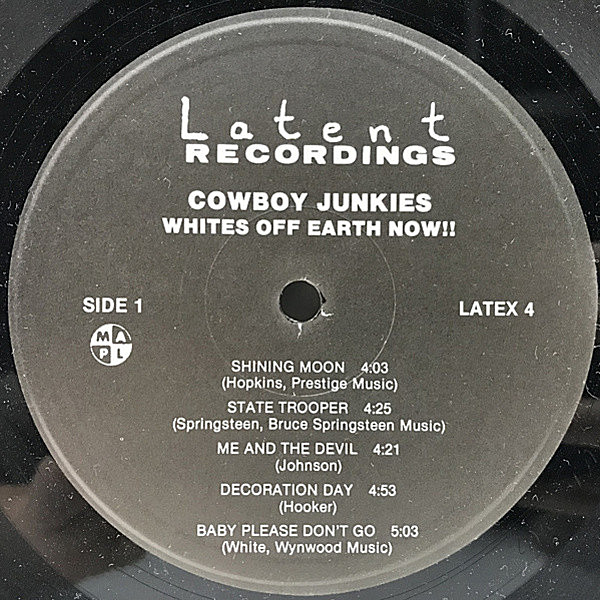 Latent
RECORDINGS
COWBOY JUNKIES
WHITES OFF EARTH NOW!!
SIDE 1
LATEX 4
M A
P L
SHINING MOON 4:03
(Hopkins, Prestige Music)
STATE TROOPER 4:25
(Springsteen, Bruce Springsteen Music)
ME AND THE DEVIL 4:21
(Johnson)
DECORATION DAY 4:53
(Hooker)
BABY PLEASE DON'T GO 5:03
(White, Wynwood Music)